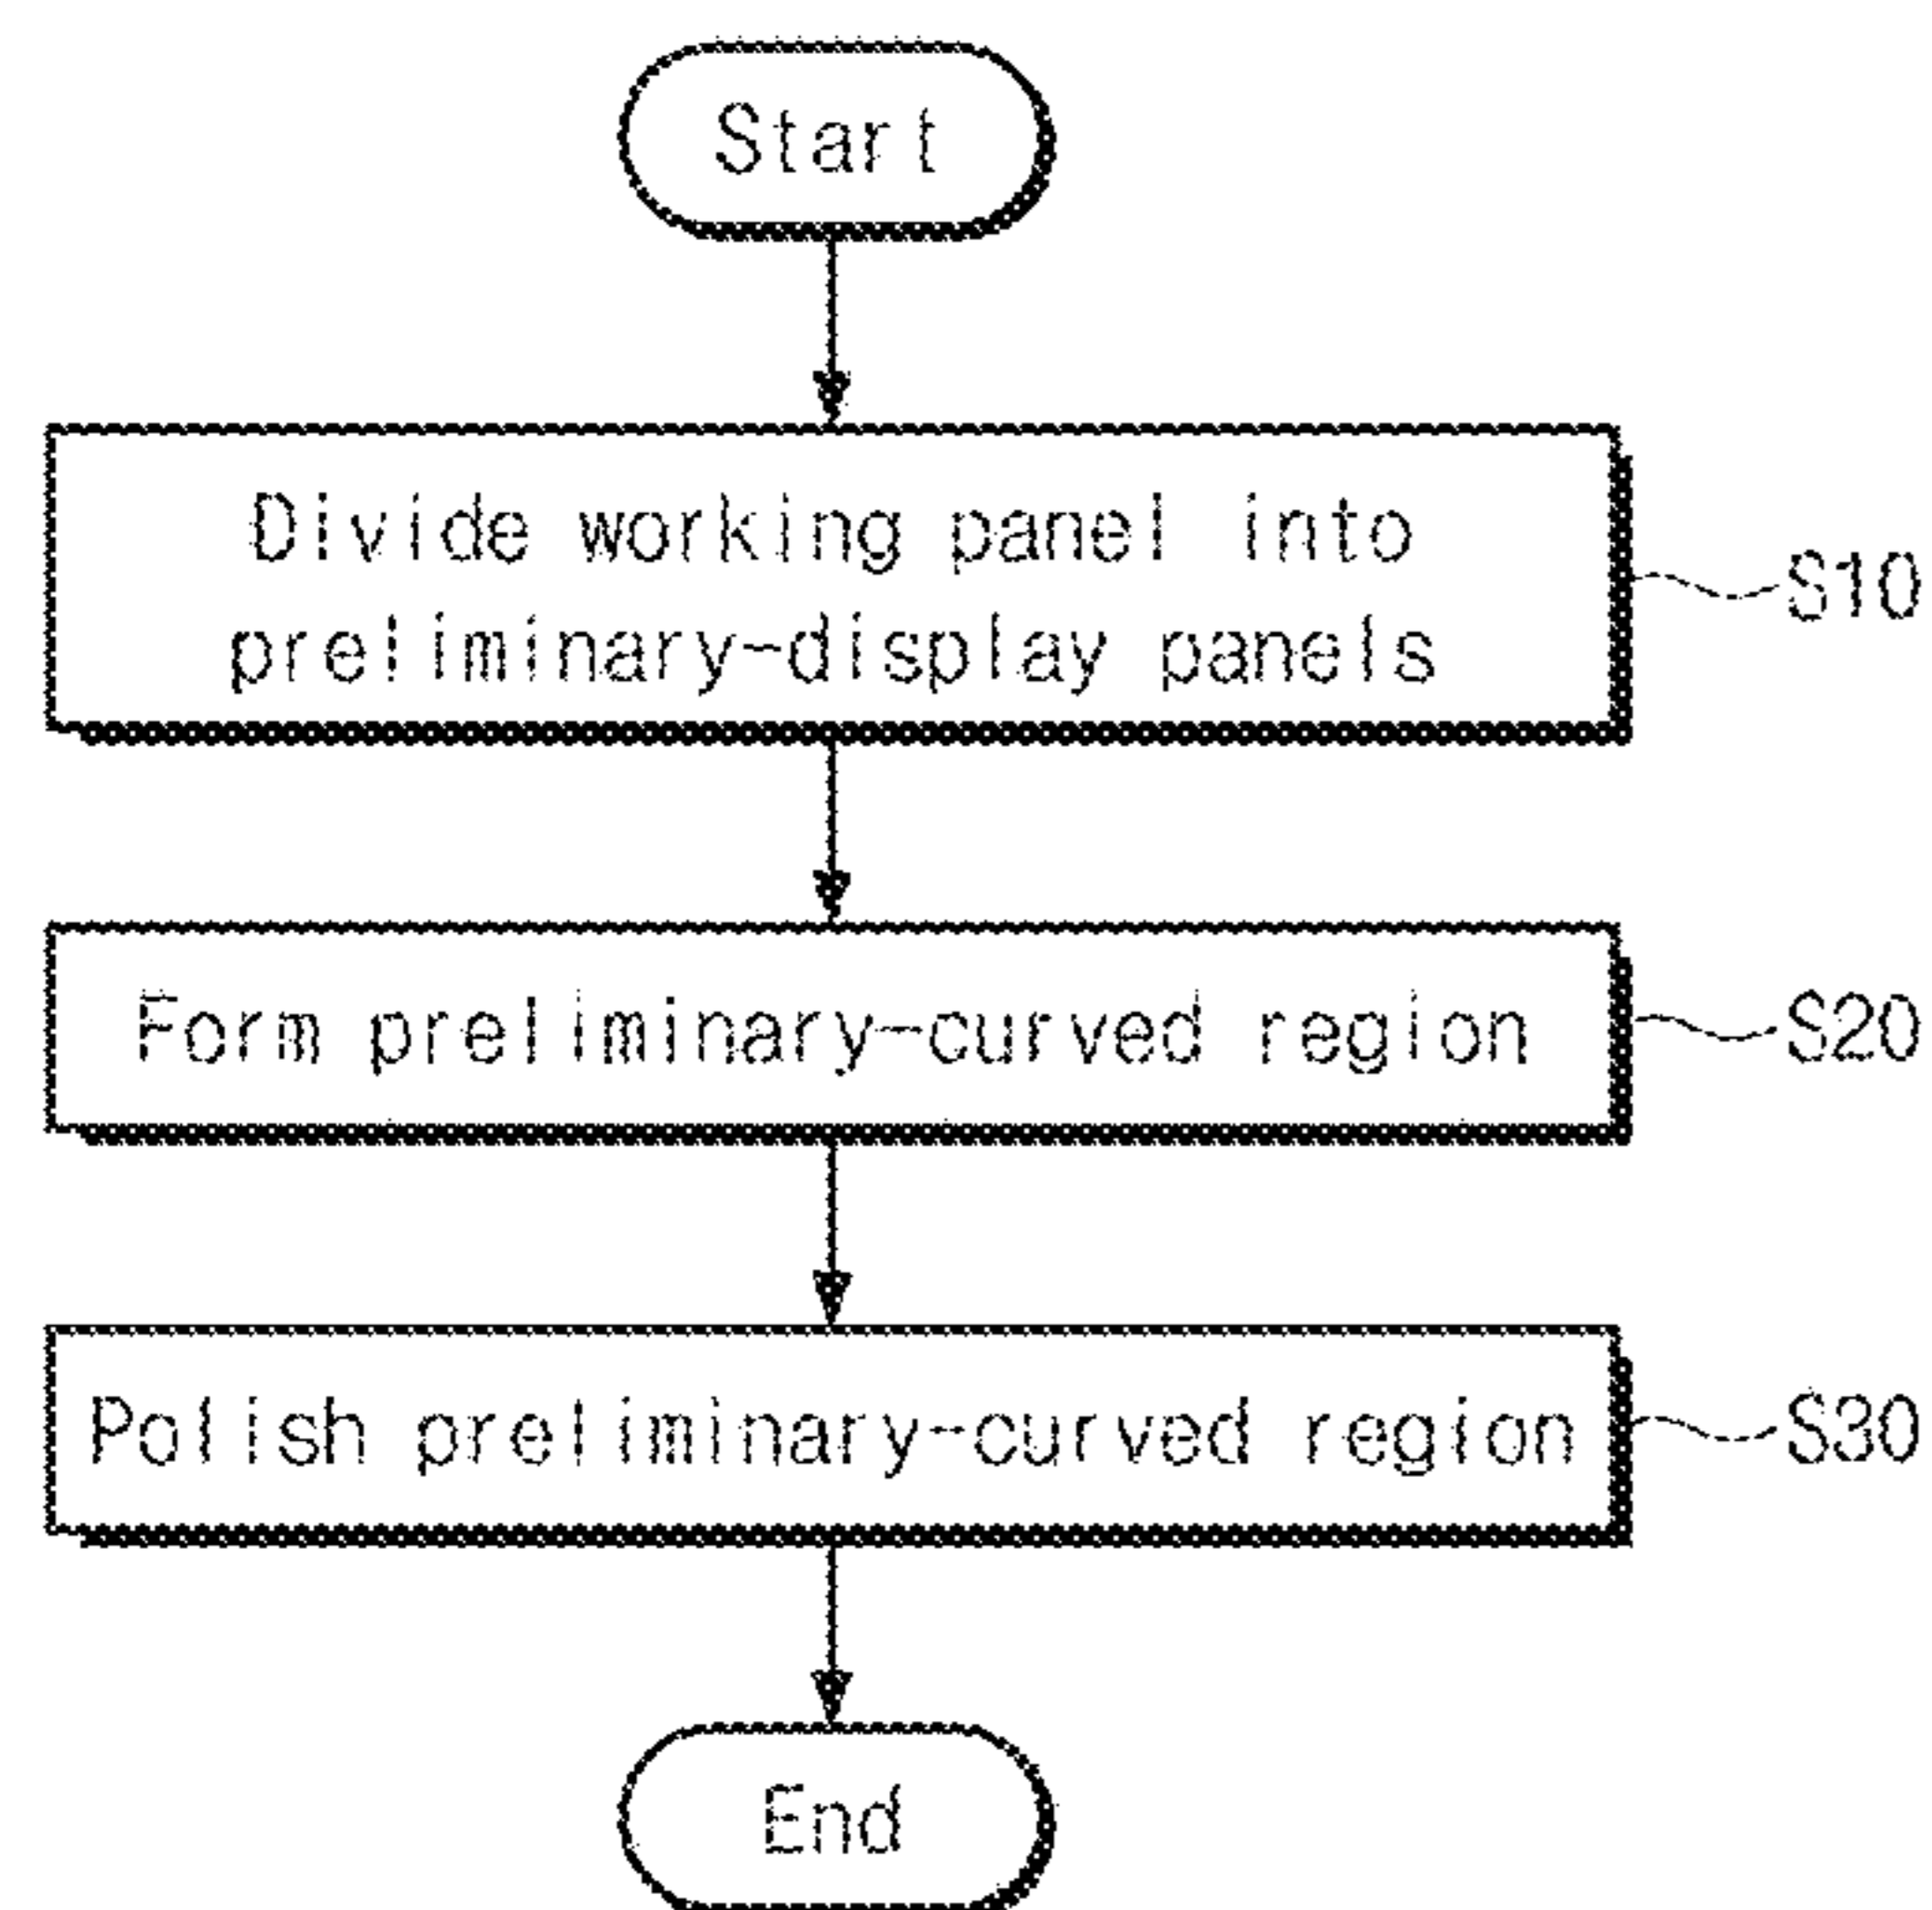 Start
Divide working panel into
preliminary-display panels
S10
Form preliminary-curved region
S20
Polish preliminary-curved region
S30
End